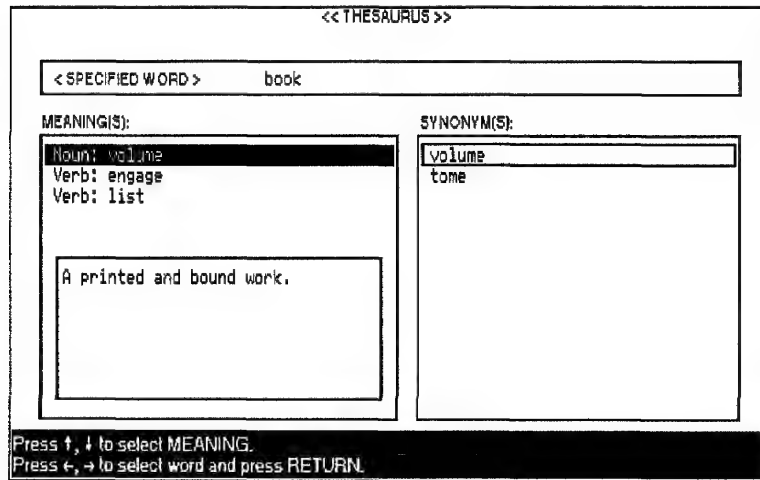 << THESAURUS >>
< SPECIFIED WORD > book
MEANING(S):
Noun: volume
Verb: engage
Verb: list
A printed and bound work.
SYNONYM(S):
volume
tome
Press ↑, ↓ to select MEANING.
Press ←, → to select word and press RETURN.